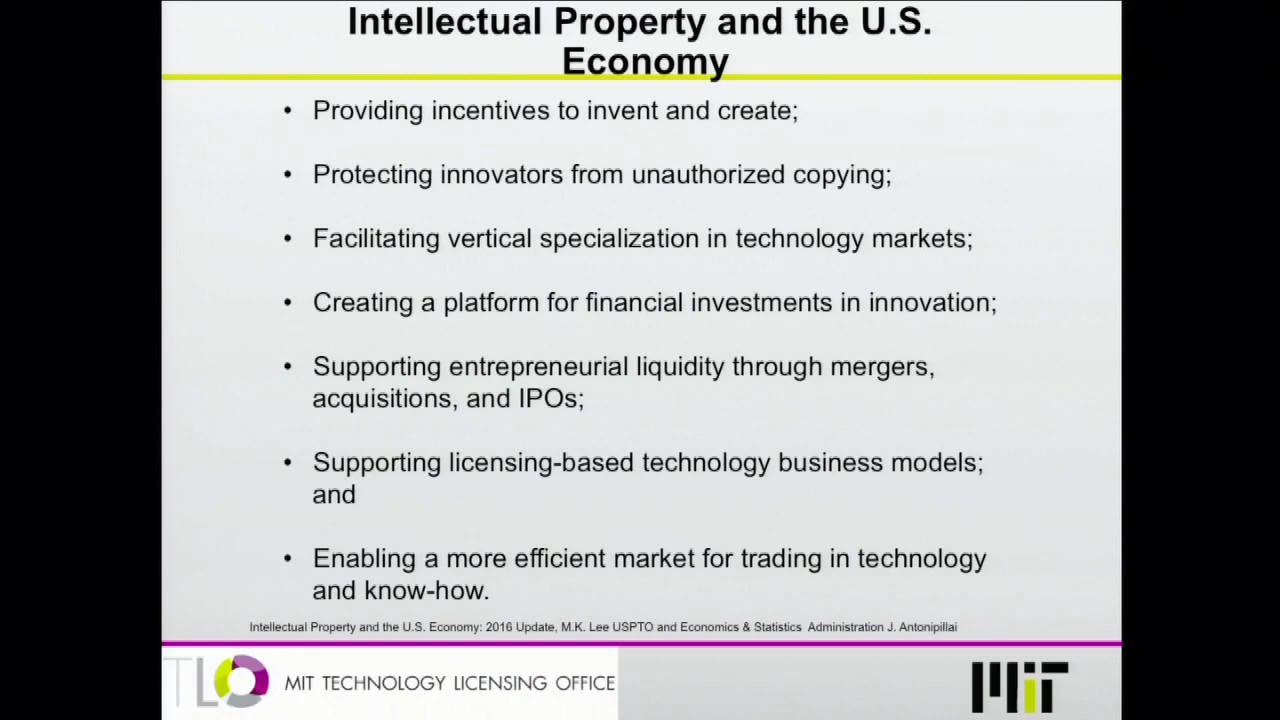 Intellectual Property and the U.S.
Economy
• Providing incentives to invent and create;
• Protecting innovators from unauthorized copying;
• Facilitating vertical specialization in technology markets;
• Creating a platform for financial investments in innovation;
• Supporting entrepreneurial liquidity through mergers,
acquisitions, and IPOs;
• Supporting licensing-based technology business models;
and
• Enabling a more efficient market for trading in technology
and know-how.
Intellectual Property and the U.S. Economy: 2016 Update, M.K. Lee USPTO and Economics & Statistics Administration J. Antonipillai
TLO MIT TECHNOLOGY LICENSING OFFICE
MIT